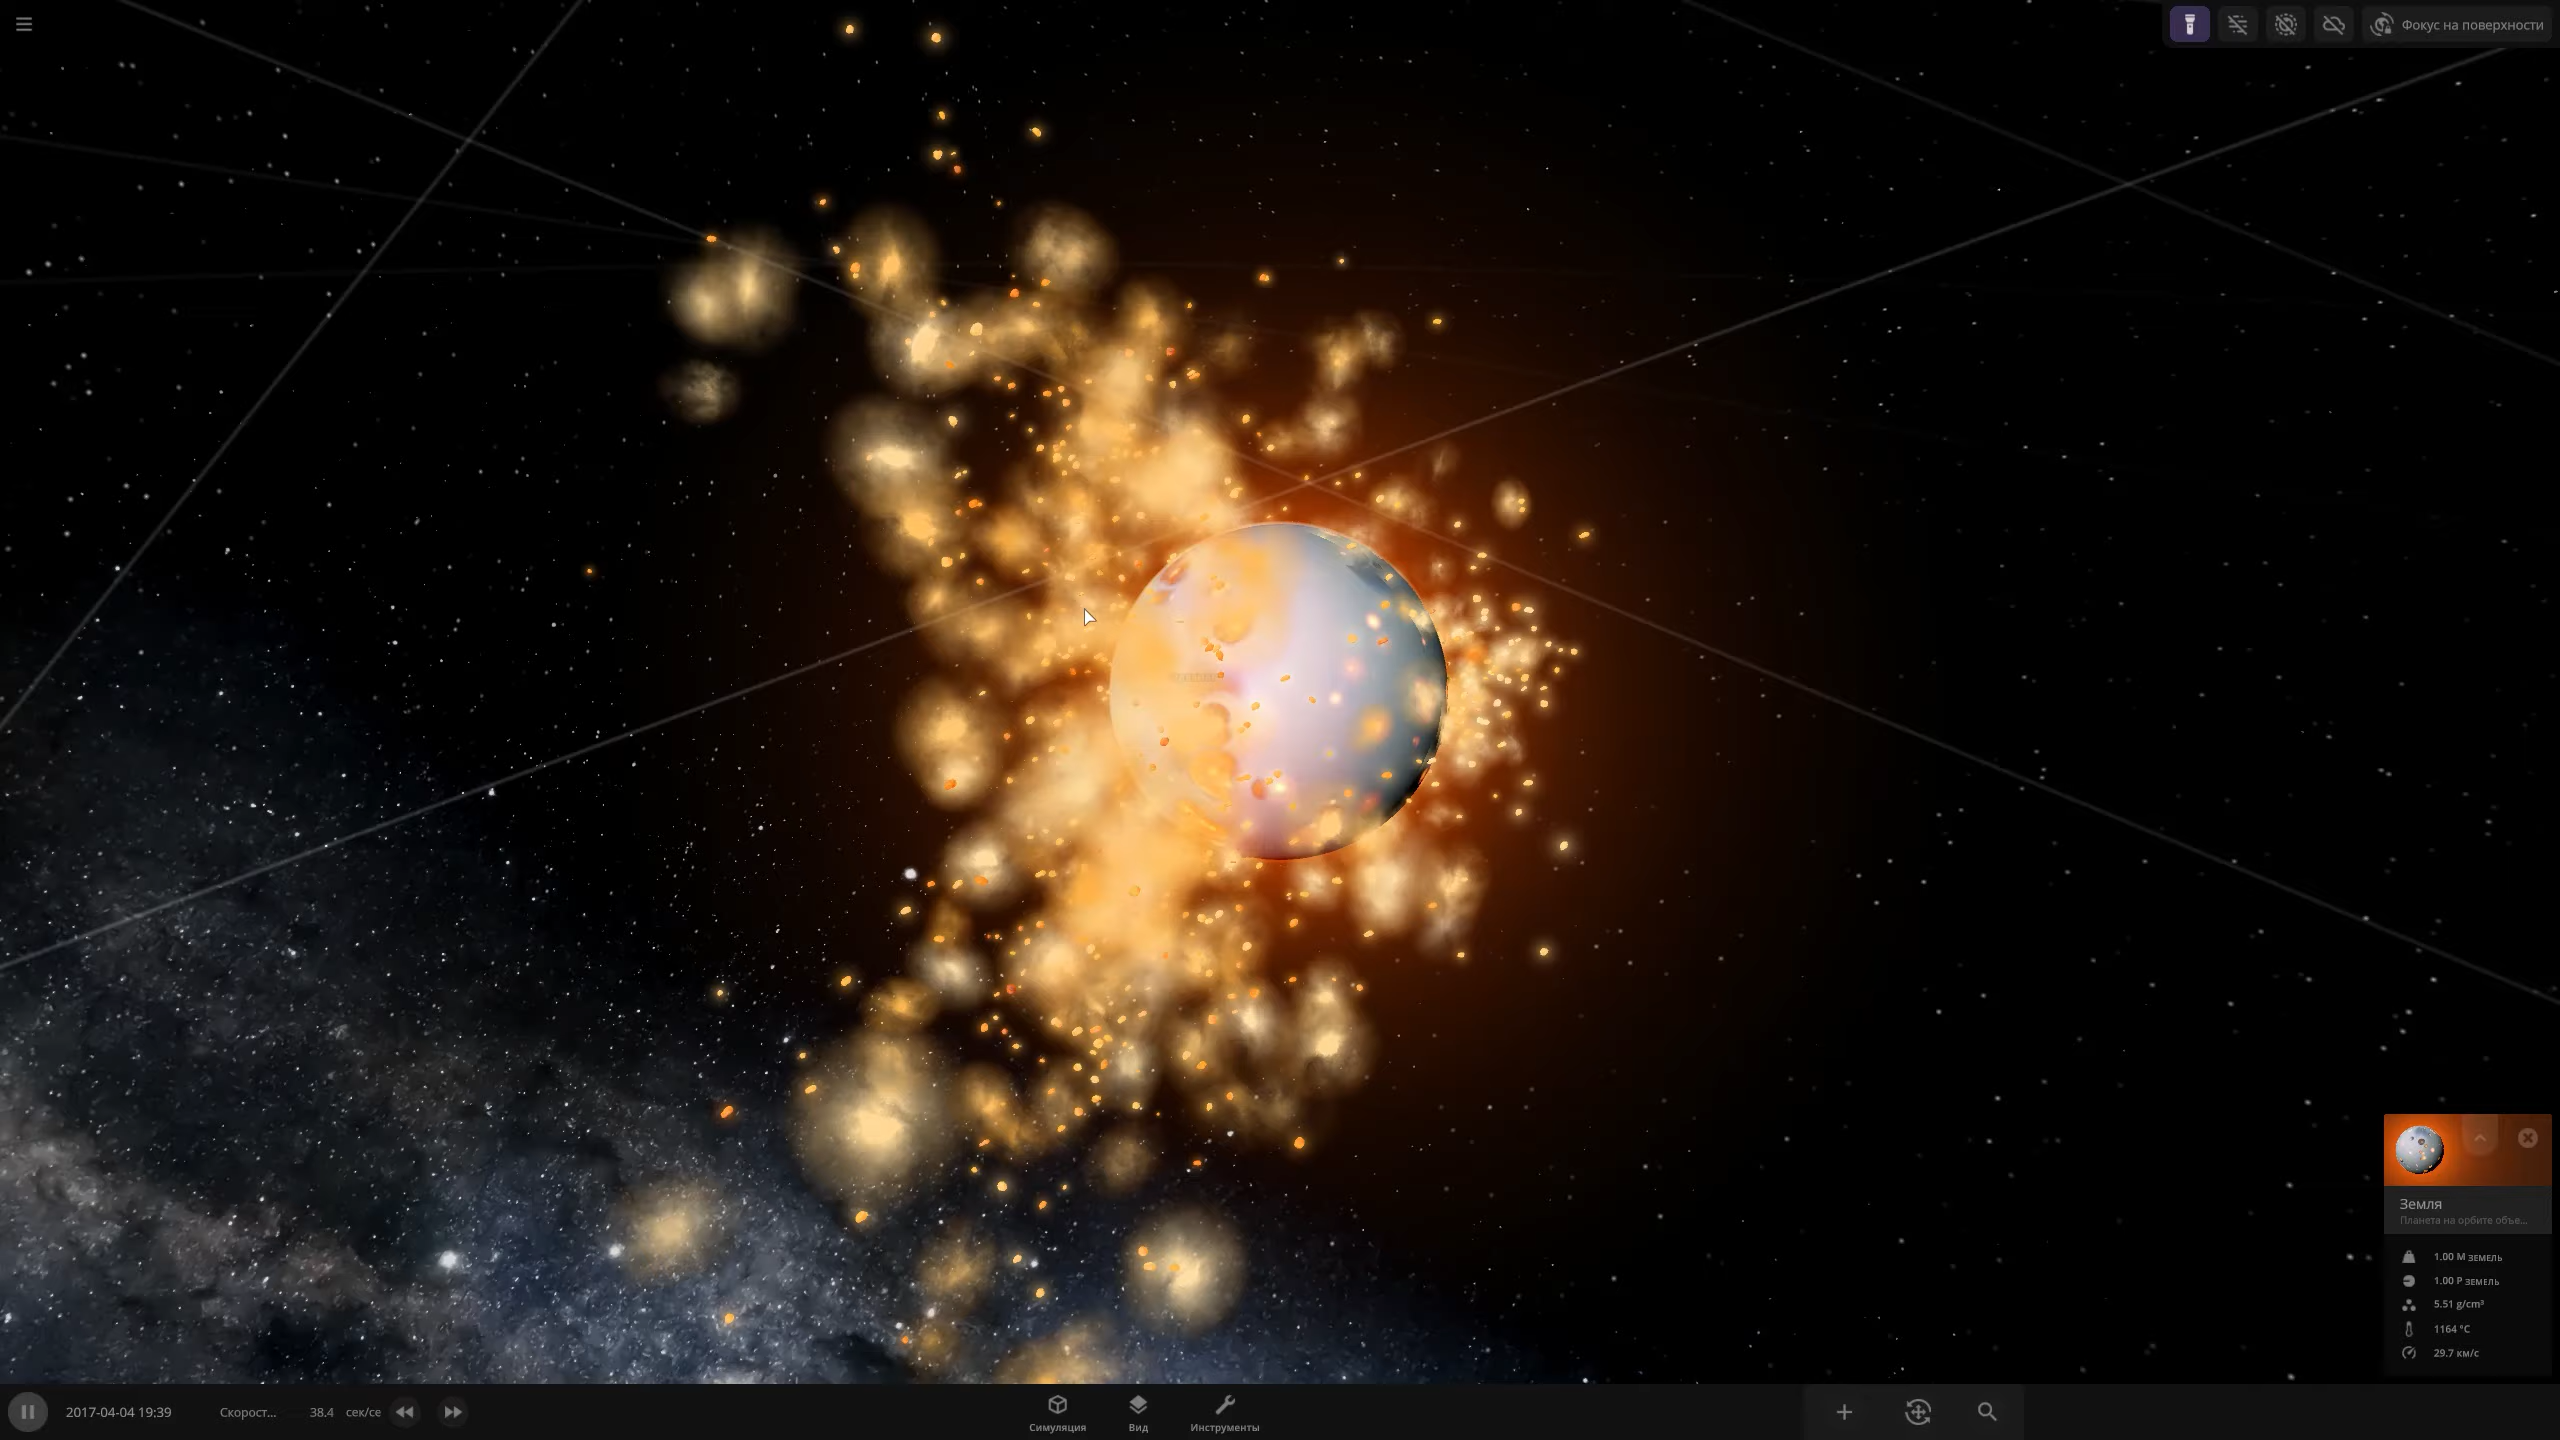 Фокус на поверхности
Земля
Планета на орбите объе...
1.00 М ЗЕМЕЛЬ
1.00 Р ЗЕМЕЛЬ
5.51 g/cm³
1164 °C
29.7 км/с
2017-04-04 19:39
Скорост...
38.4
сек/се
Симуляция
Вид
Инструменты